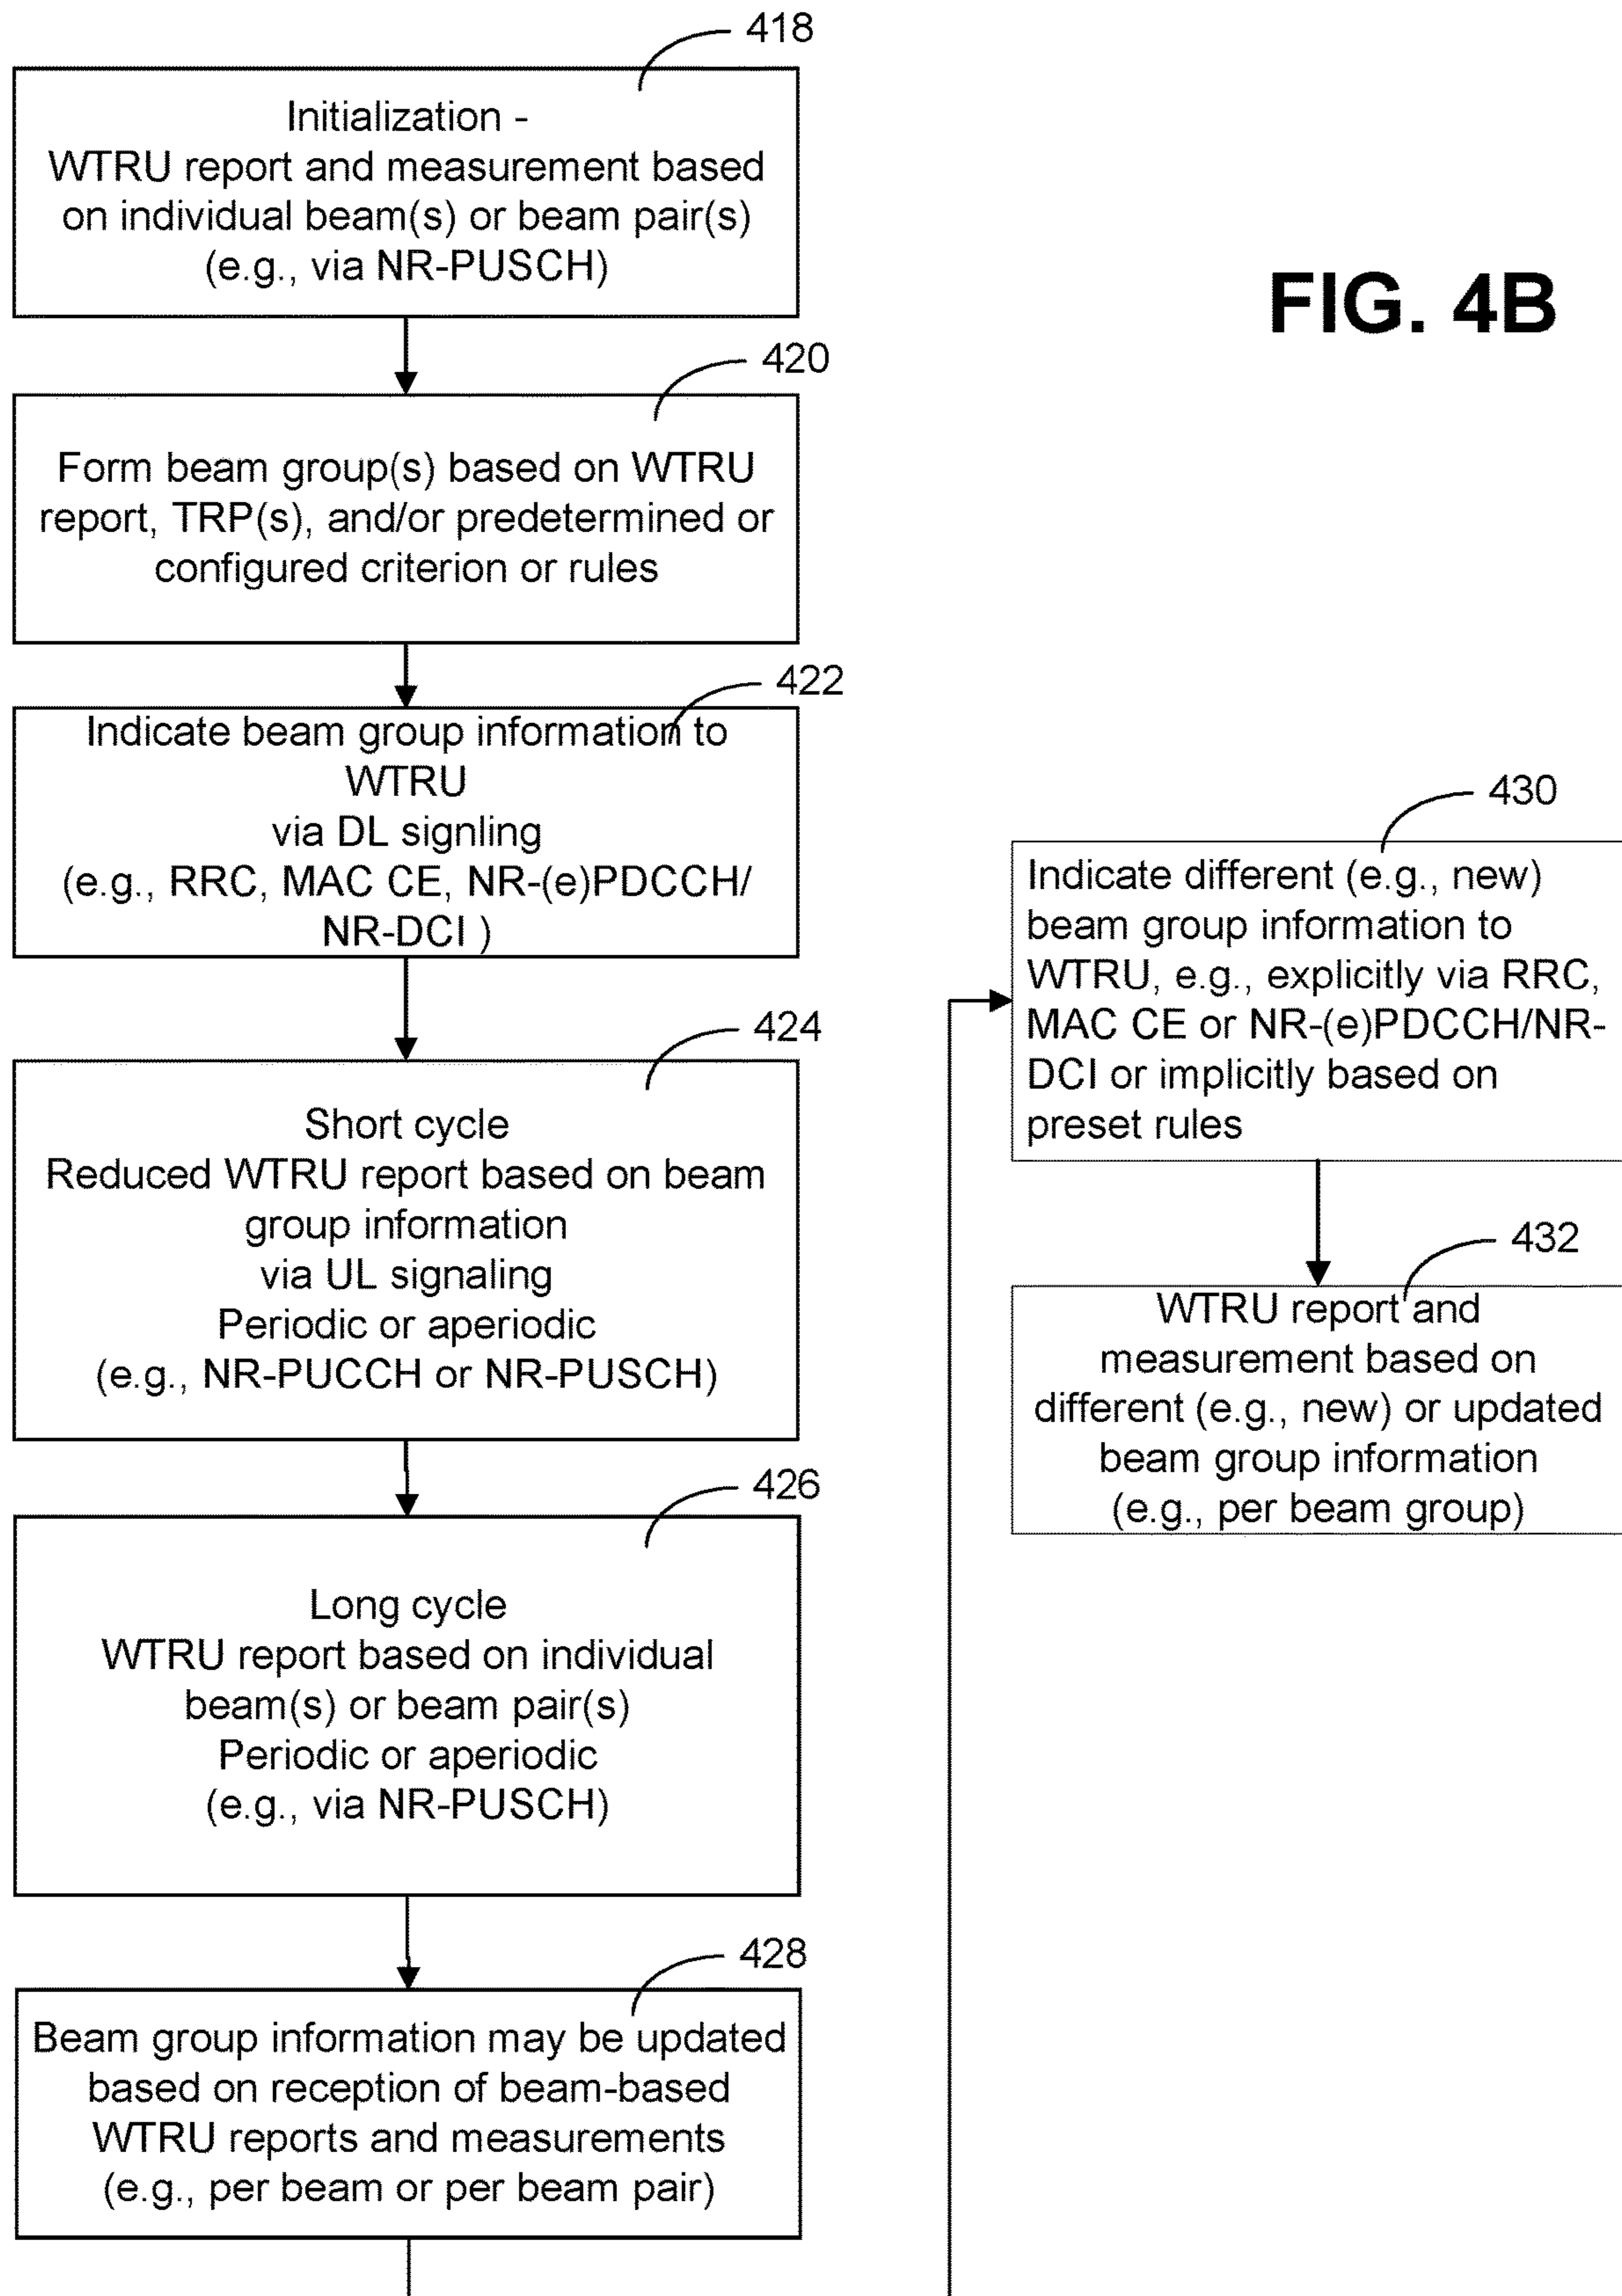 418
Initialization -
WTRU report and measurement based
on individual beam(s) or beam pair(s)
(e.g., via NR-PUSCH)
FIG. 4B
420
Form beam group(s) based on WTRU
report, TRP(s), and/or predetermined or
configured criterion or rules
422
Indicate beam group information to
WTRU
via DL signling
(e.g., RRC, MAC CE, NR-(e)PDCCH/
NR-DCI )
424
Short cycle
Reduced WTRU report based on beam
group information
via UL signaling
Periodic or aperiodic
(e.g., NR-PUCCH or NR-PUSCH)
426
Long cycle
WTRU report based on individual
beam(s) or beam pair(s)
Periodic or aperiodic
(e.g., via NR-PUSCH)
428
Beam group information may be updated
based on reception of beam-based
WTRU reports and measurements
(e.g., per beam or per beam pair)
430
Indicate different (e.g., new)
beam group information to
WTRU, e.g., explicitly via RRC,
MAC CE or NR-(e)PDCCH/NR-
DCI or implicitly based on
preset rules
432
WTRU report and
measurement based on
different (e.g., new) or updated
beam group information
(e.g., per beam group)